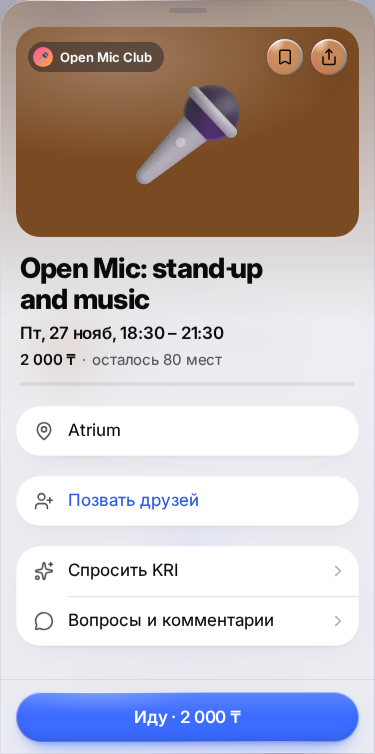 Open Mic Club
Open Mic: stand-up
and music
Пт, 27 нояб, 18:30 – 21:30
2 000 ₸ · осталось 80 мест
Atrium
Позвать друзей
Спросить KRI
Вопросы и комментарии
Иду · 2 000 ₸